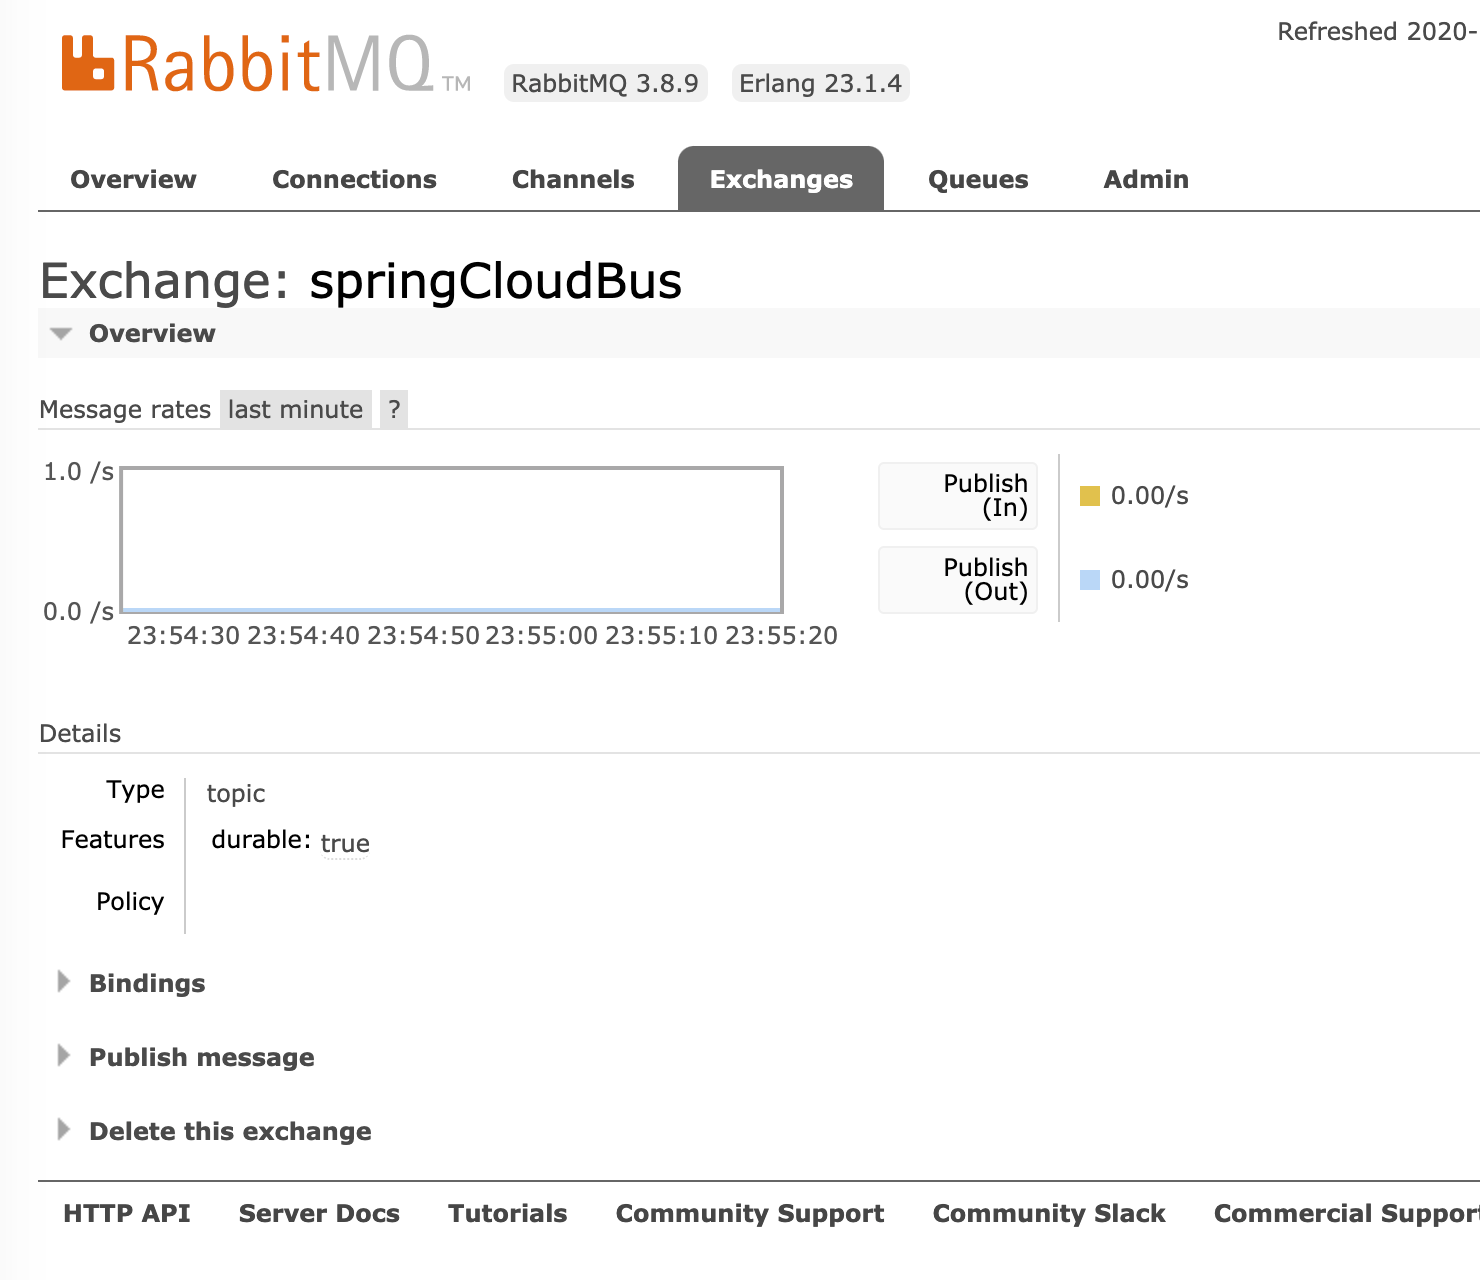 Refreshed 2020-
RabbitMQ TM RabbitMQ 3.8.9 Erlang 23.1.4
Overview Connections Channels Exchanges Queues Admin
Exchange: springCloudBus
Overview
Message rates last minute ?
1.0 /s
0.0 /s
23:54:30 23:54:40 23:54:50 23:55:00 23:55:10 23:55:20
Publish
(In)
0.00/s
Publish
(Out)
0.00/s
Details
Type topic
Features durable: true
Policy
Bindings
Publish message
Delete this exchange
HTTP API Server Docs Tutorials Community Support Community Slack Commercial Support